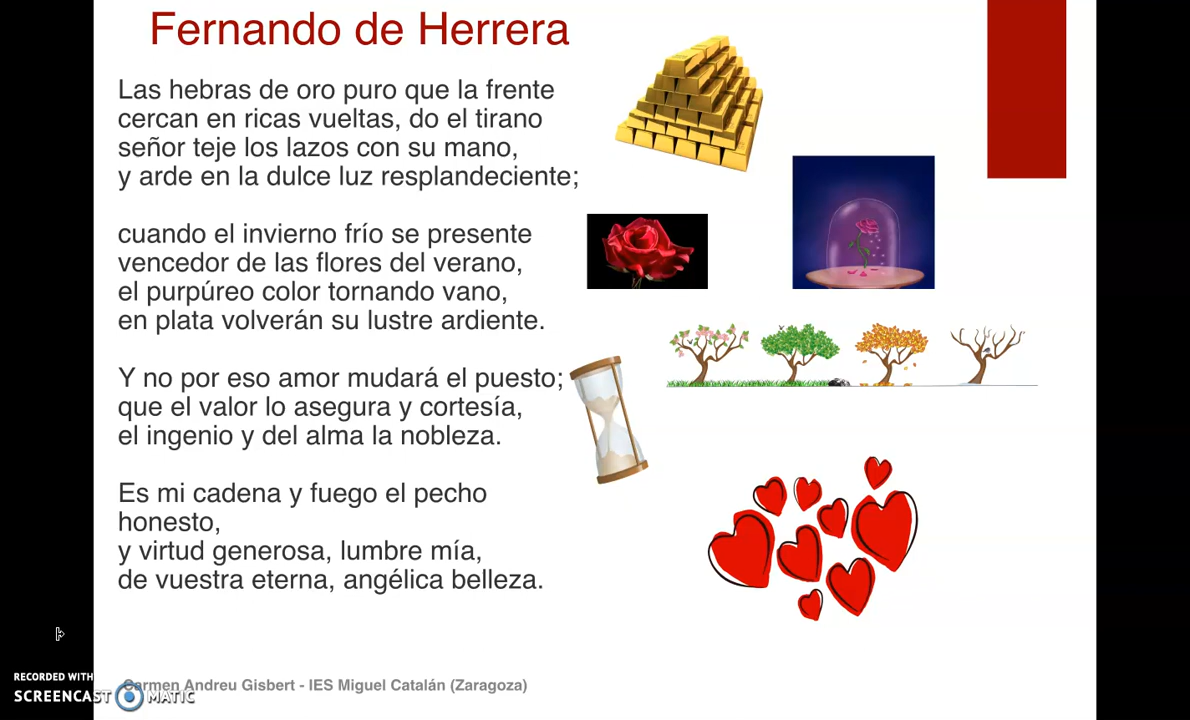 Fernando de Herrera
Las hebras de oro puro que la frente
cercan en ricas vueltas, do el tirano
señor teje los lazos con su mano,
y arde en la dulce luz resplandeciente;
cuando el invierno frío se presente
vencedor de las flores del verano,
el purpúreo color tornando vano,
en plata volverán su lustre ardiente.
Y no por eso amor mudará el puesto;
que el valor lo asegura y cortesía,
el ingenio y del alma la nobleza.
Es mi cadena y fuego el pecho
honesto,
y virtud generosa, lumbre mía,
de vuestra eterna, angélica belleza.
Carmen Andreu Gisbert - IES Miguel Catalán (Zaragoza)
RECORDED WITH
SCREENCAST MATIC